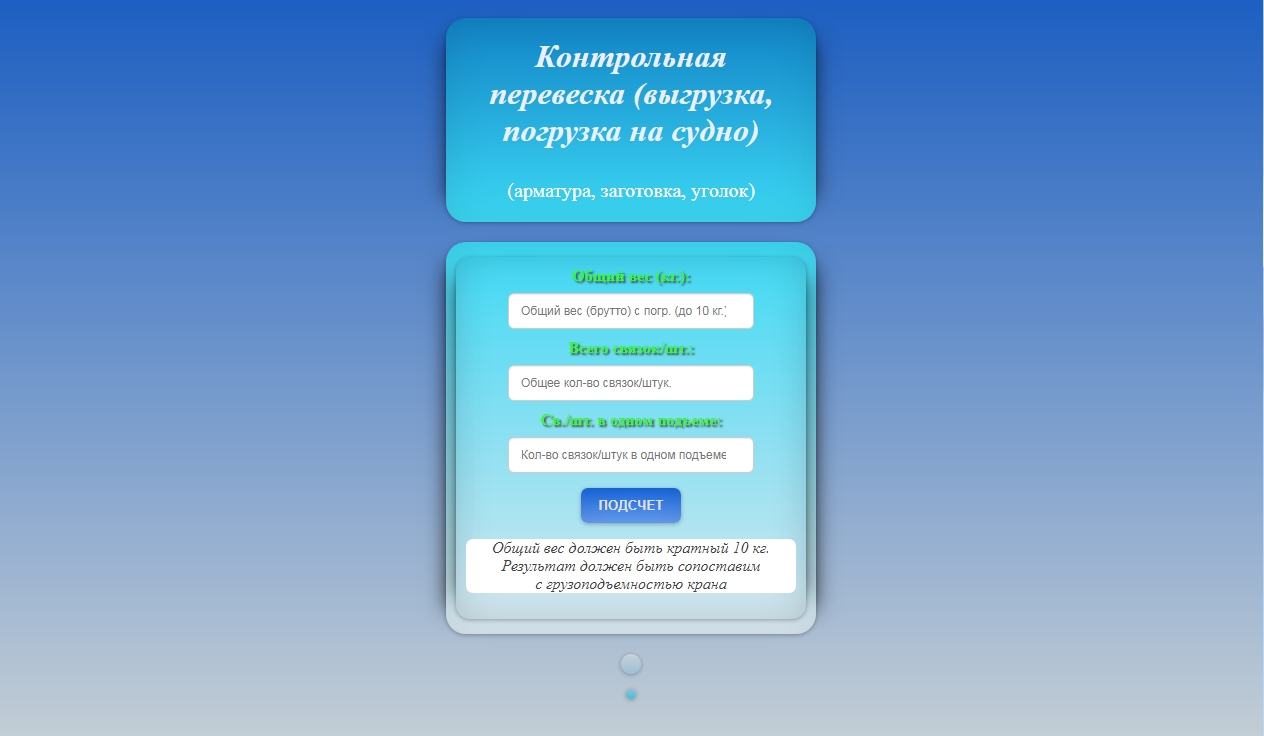 Контрольная
перевеска (выгрузка,
погрузка на судно)
(арматура, заготовка, уголок)
Общий вес (кг.):
Общий вес (брутто) с погр. (до 10 кг.)
Всего связок/шт.:
Общее кол-во связок/штук.
Св./шт. в одном подъеме:
Кол-во связок/штук в одном подъеме
ПОДСЧЕТ
Общий вес должен быть кратный 10 кг.
Результат должен быть сопоставим
с грузоподъемностью крана